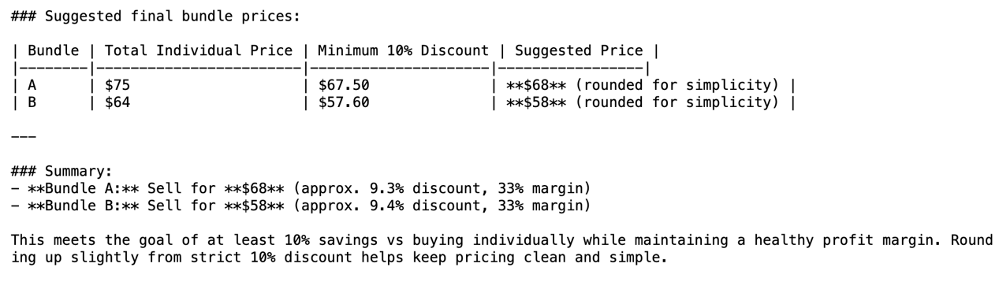 ### Suggested final bundle prices:
| Bundle | Total Individual Price | Minimum 10% Discount | Suggested Price |
|--------|------------------------|---------------------|-----------------|
| A      | $75                    | $67.50              | **$68** (rounded for simplicity) |
| B      | $64                    | $57.60              | **$58** (rounded for simplicity) |
---
### Summary:
- **Bundle A:** Sell for **$68** (approx. 9.3% discount, 33% margin)
- **Bundle B:** Sell for **$58** (approx. 9.4% discount, 33% margin)
This meets the goal of at least 10% savings vs buying individually while maintaining a healthy profit margin. Round
ing up slightly from strict 10% discount helps keep pricing clean and simple.